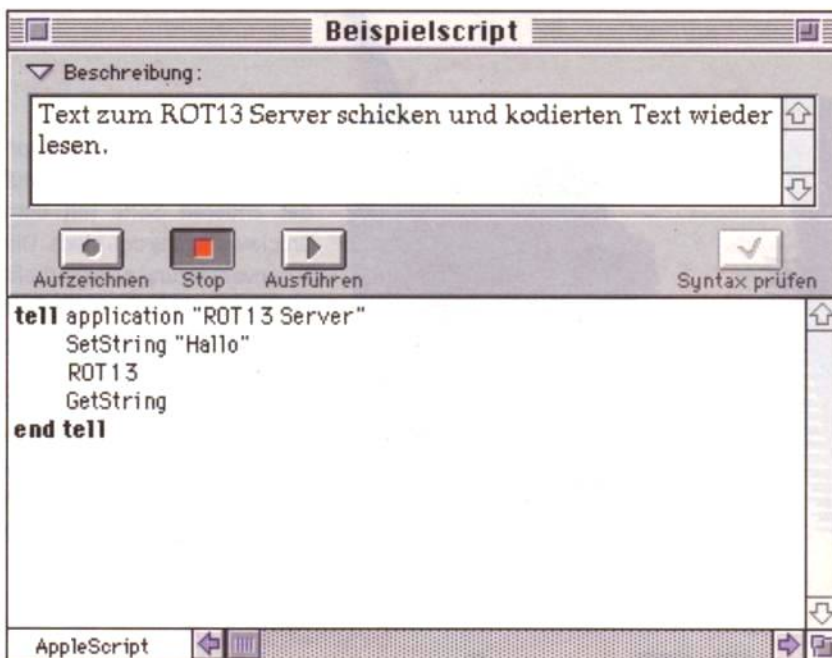 Beispielscript
Beschreibung:
Text zum ROT13 Server schicken und kodierten Text wieder
lesen.
Aufzeichnen Stop Ausführen Syntax prüfen
tell application "ROT13 Server"
SetString "Hallo"
ROT13
GetString
end tell
AppleScript